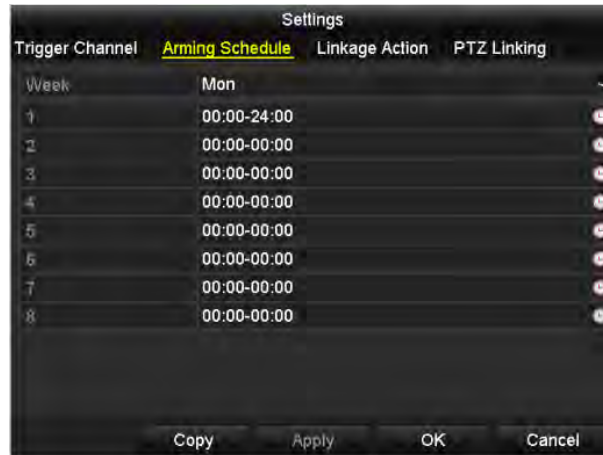 Settings
Trigger Channel Arming Schedule Linkage Action PTZ Linking
Week Mon
1 00:00-24:00
2 00:00-00:00
3 00:00-00:00
4 00:00-00:00
5 00:00-00:00
6 00:00-00:00
7 00:00-00:00
8 00:00-00:00
Copy Apply OK Cancel